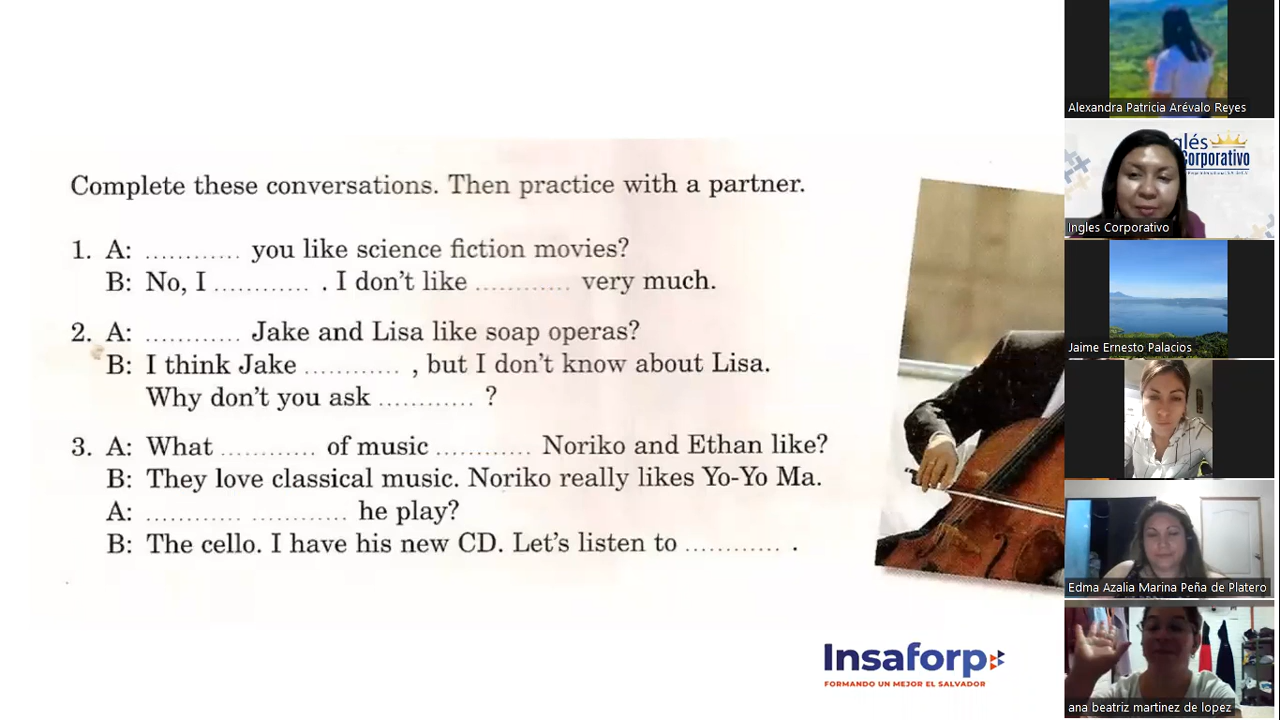 Complete these conversations. Then practice with a partner.
1. A: ............ you like science fiction movies?
B: No, I ............ . I don't like ............ very much.
2. A: ............ Jake and Lisa like soap operas?
B: I think Jake ............ , but I don't know about Lisa.
Why don't you ask ............ ?
3. A: What ............ of music ............ Noriko and Ethan like?
B: They love classical music. Noriko really likes Yo-Yo Ma.
A: ............ ............ he play?
B: The cello. I have his new CD. Let's listen to ............ .
Insaforp
FORMANDO UN MEJOR EL SALVADOR
Alexandra Patricia Arévalo Reyes
glés
Corporativo
Ingles Corporativo
Jaime Ernesto Palacios
Edma Azalia Marina Peña de Platero
ana beatriz martinez de lopez